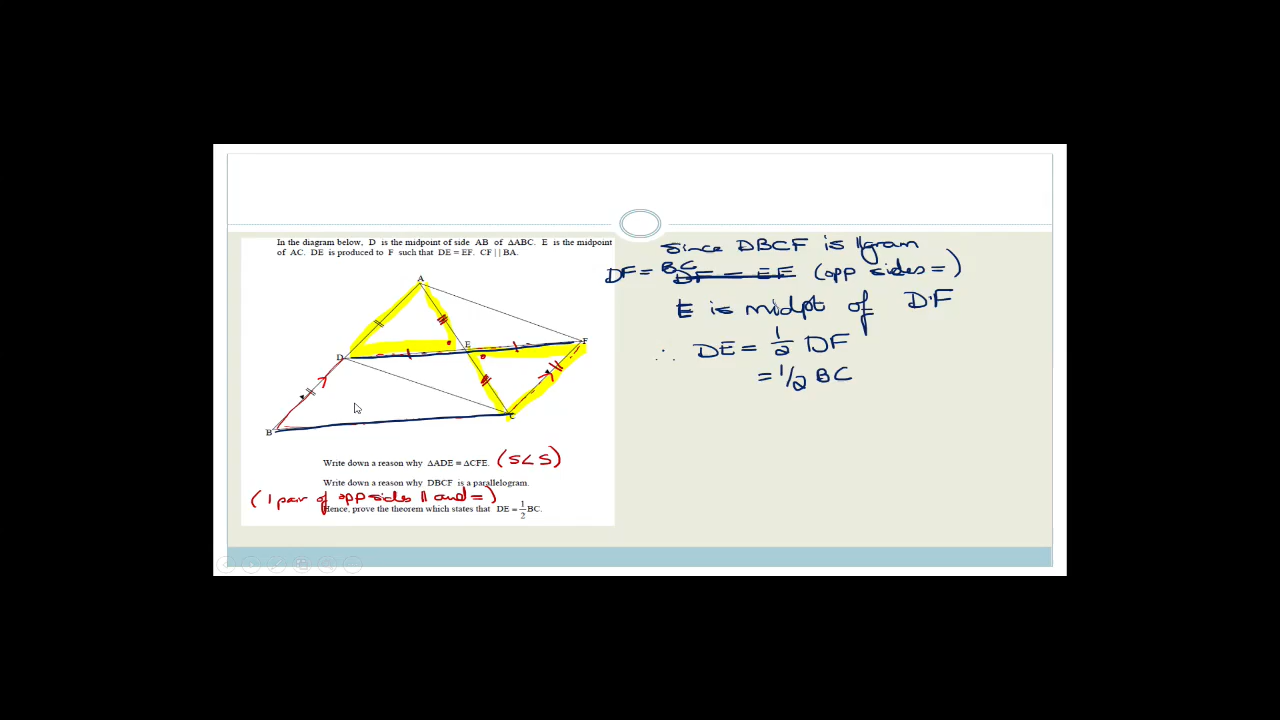 In the diagram below, D is the midpoint of side AB of ΔABC. E is the midpoint
of AC. DE is produced to F such that DE = EF. CF || BA.
A
D
E
F
B
C
Write down a reason why ΔADE ≡ ΔCFE. (S<S)
Write down a reason why DBCF is a parallelogram.
(1 pair of opp sides || and =)
Hence, prove the theorem which states that DE = 1/2 BC.
Since DBCF is ||gram
DF = BC DF = EF (opp sides =)
E is midpt of DF
∴ DE = 1/2 DF
= 1/2 BC